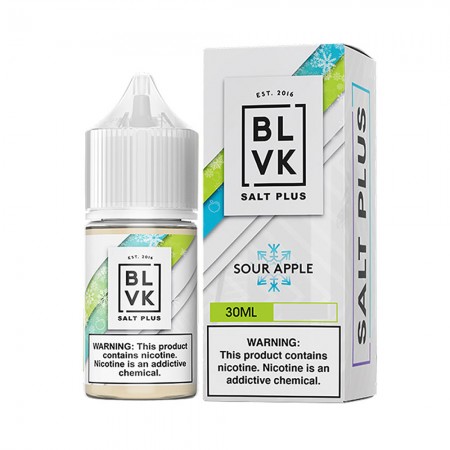 EST. 2016
BL
VK
SALT PLUS
WARNING:
This product
contains nicotine.
Nicotine is an
addictive
chemical.
EST. 2016
BL
VK
SALT PLUS
SOUR APPLE
30ML
WARNING:
This product contains
nicotine. Nicotine is an
addictive chemical.
SALT PLUS